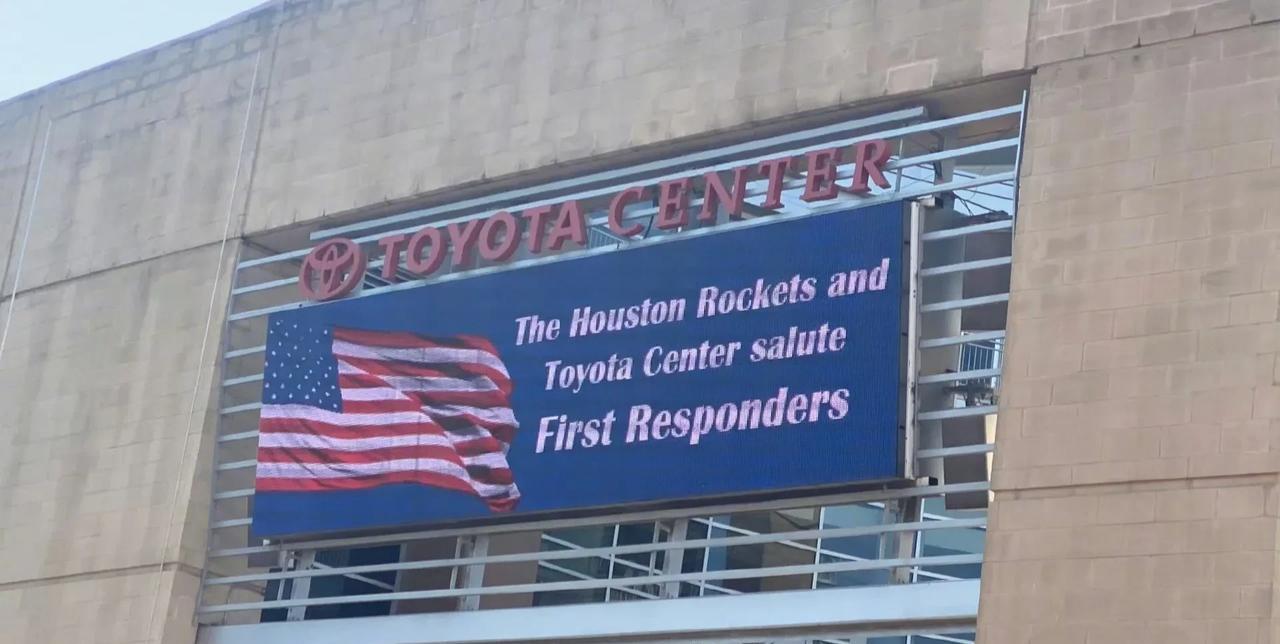 TOYOTA CENTER
The Houston Rockets and
Toyota Center salute
First Responders